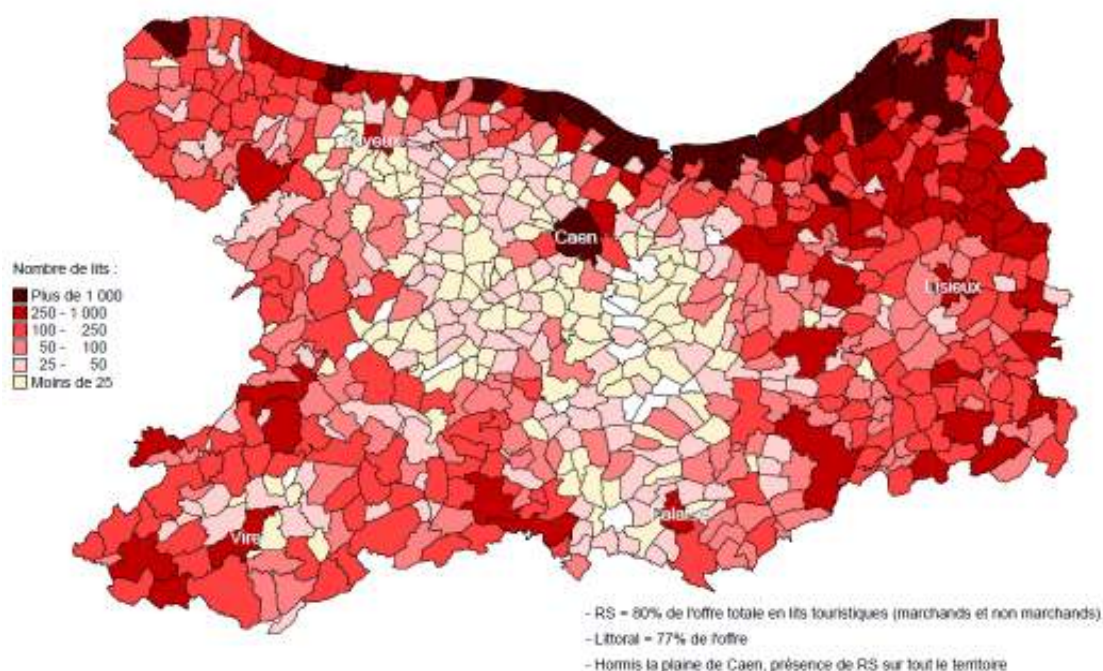 Bayeux
Caen
Nombre de lits :
Plus de 1 000
250 - 1 000
100 - 250
50 - 100
25 - 50
Moins de 25
Lisieux
Falaise
Vire
- RS = 80% de l'offre totale en lits touristiques (marchands et non marchands)
- Littoral = 77% de l'offre
- Hormis la plaine de Caen, présence de RS sur tout le territoire